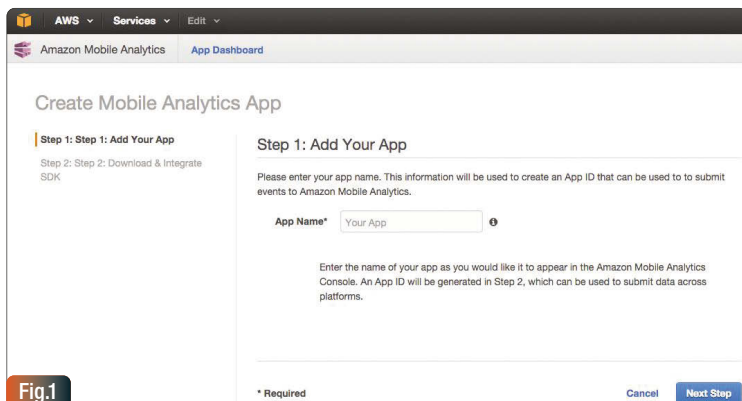 AWS Services Edit
Amazon Mobile Analytics App Dashboard
Create Mobile Analytics App
Step 1: Step 1: Add Your App
Step 2: Step 2: Download & Integrate
SDK
Step 1: Add Your App
Please enter your app name. This information will be used to create an App ID that can be used to to submit
events to Amazon Mobile Analytics.
App Name* Your App
Enter the name of your app as you would like it to appear in the Amazon Mobile Analytics
Console. An App ID will be generated in Step 2, which can be used to submit data across
platforms.
* Required Cancel Next Step
Fig.1